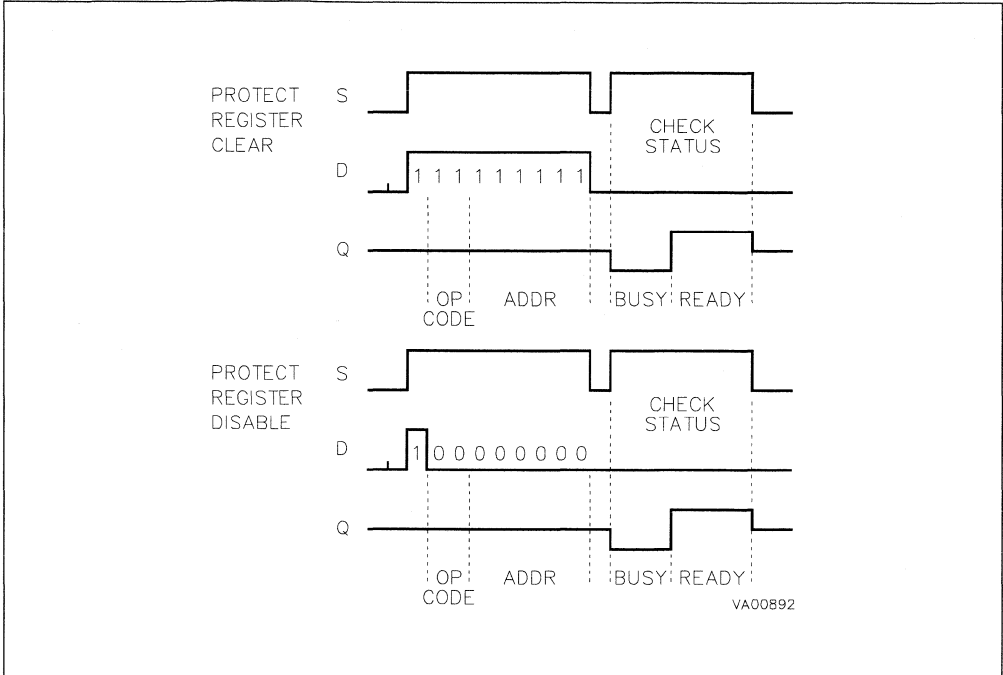 PROTECT
REGISTER
CLEAR
S
CHECK
STATUS
D
1 1 1 1 1 1 1 1 1
Q
OP
CODE
ADDR
BUSY
READY
PROTECT
REGISTER
DISABLE
S
CHECK
STATUS
D
1 0 0 0 0 0 0 0 0
Q
OP
CODE
ADDR
BUSY
READY
VA00892